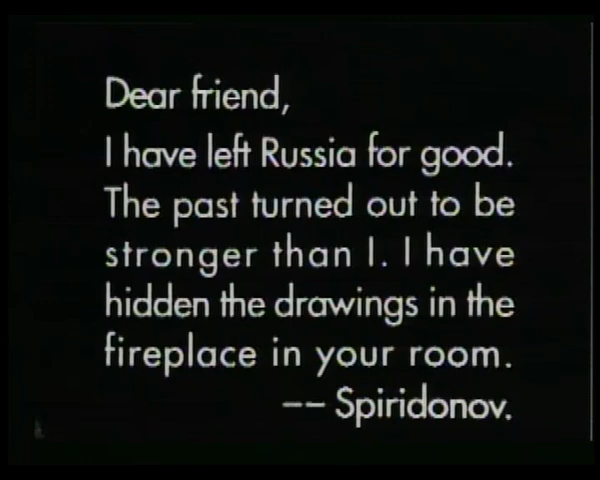 Dear friend,
I have left Russia for good.
The past turned out to be
stronger than I. I have
hidden the drawings in the
fireplace in your room.
-- Spiridonov.